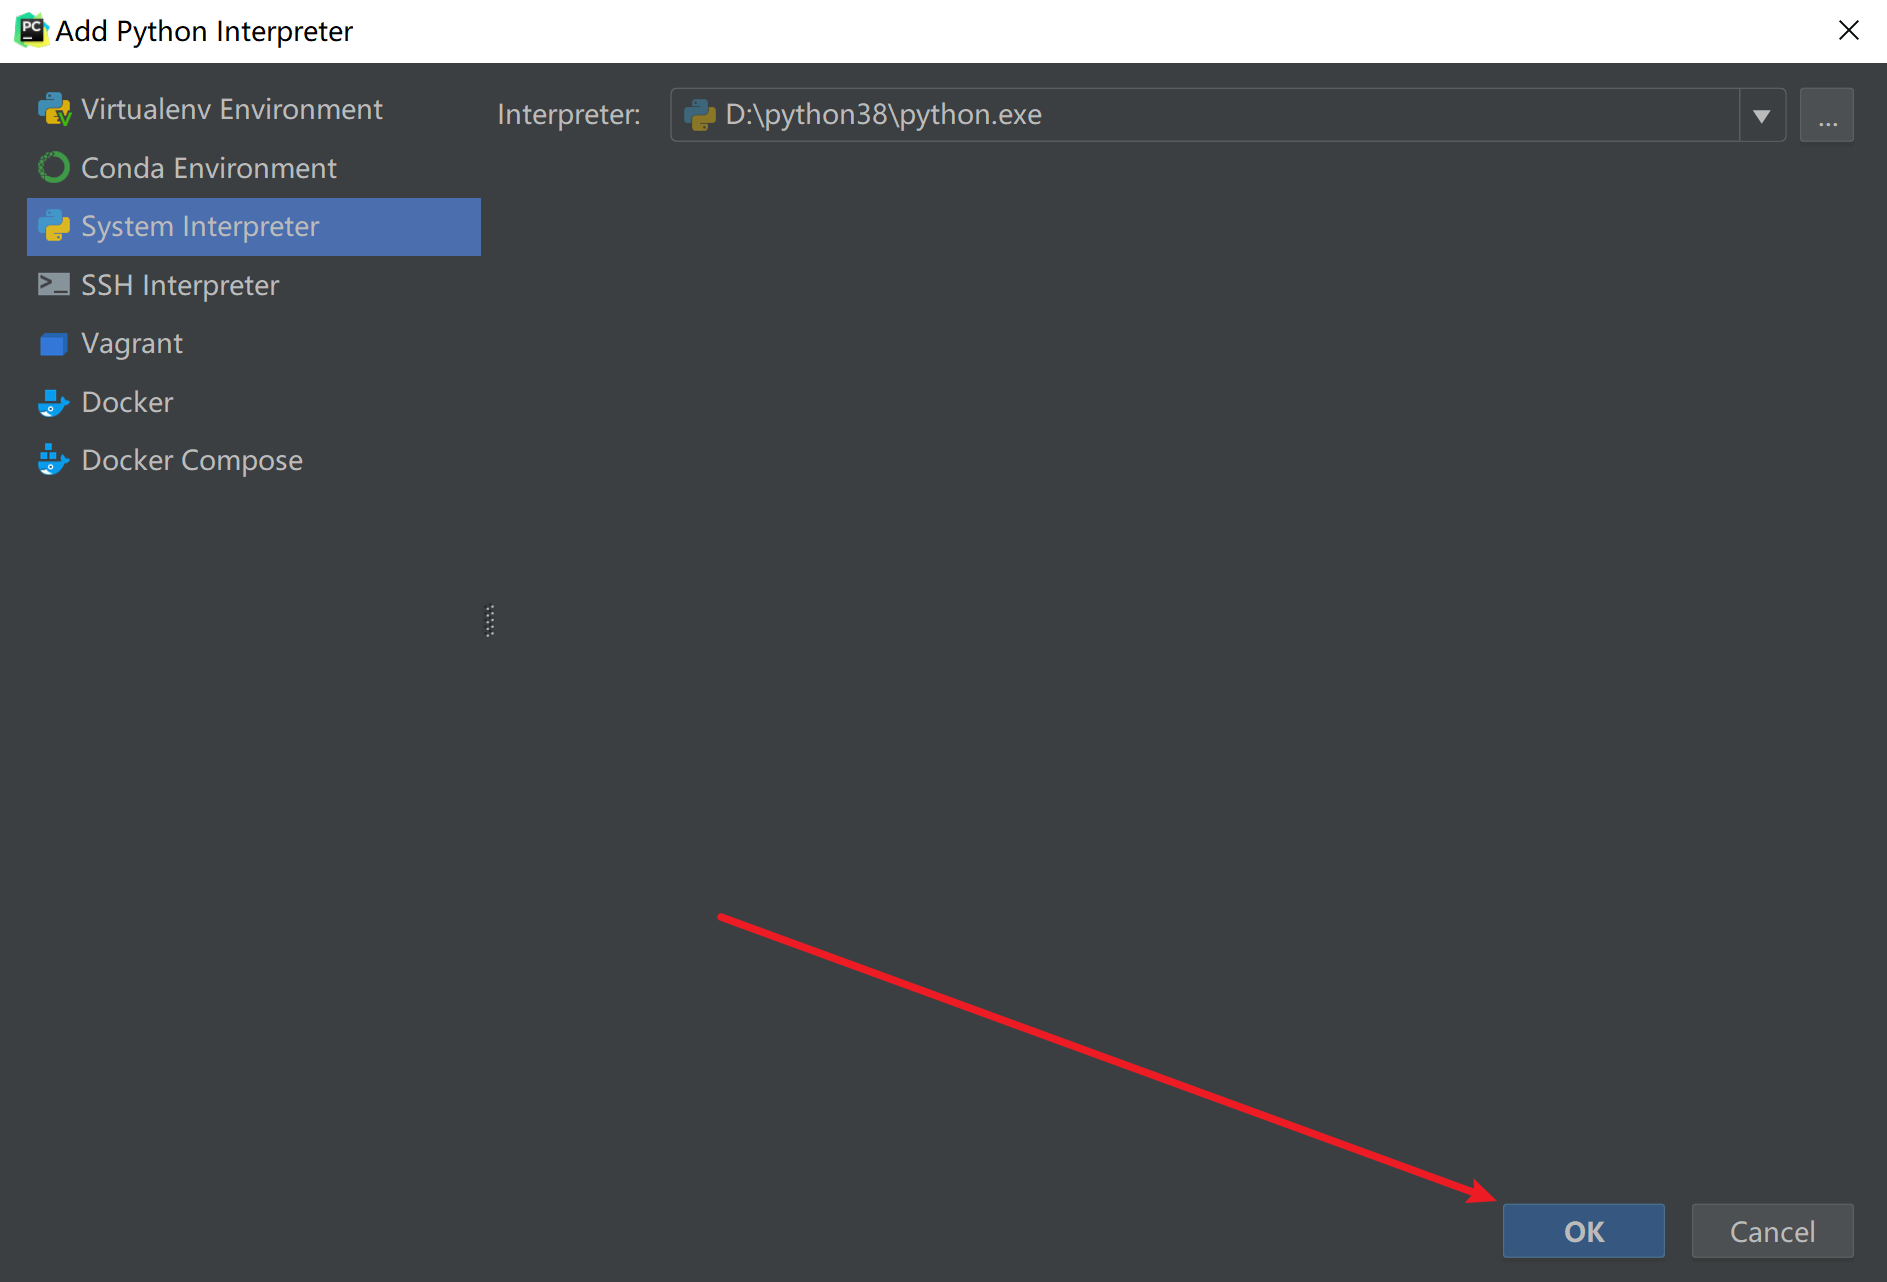 PC Add Python Interpreter
Virtualenv Environment
Conda Environment
System Interpreter
SSH Interpreter
Vagrant
Docker
Docker Compose
Interpreter: D:\python38\python.exe ...
OK Cancel